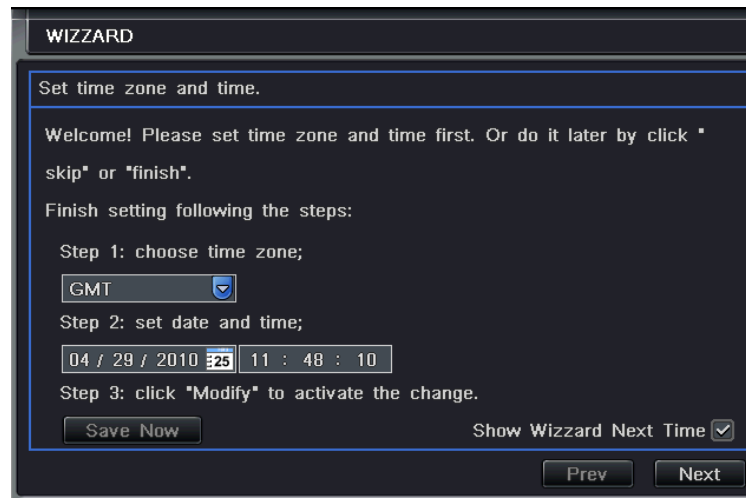 WIZZARD
Set time zone and time.
Welcome! Please set time zone and time first. Or do it later by click "
skip" or "finish".
Finish setting following the steps:
Step 1: choose time zone;
GMT
Step 2: set date and time;
04 / 29 / 2010 25 11 : 48 : 10
Step 3: click "Modify" to activate the change.
Save Now Show Wizzard Next Time
Prev Next